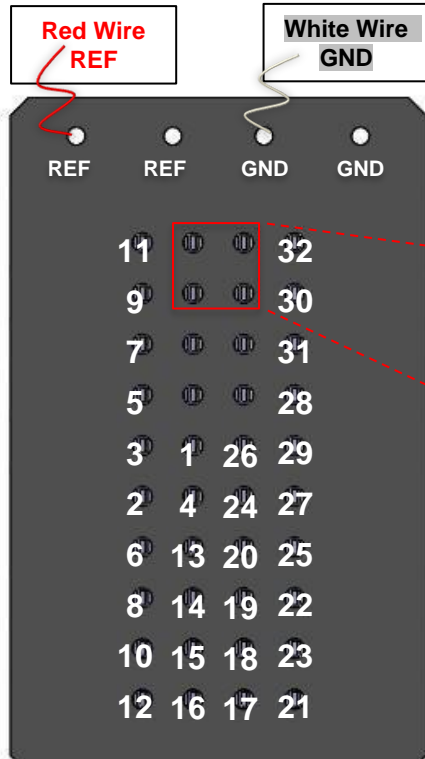 Red Wire
REF
White Wire
GND
REF REF GND GND
11 32
9 30
7 31
5 28
3 1 26 29
2 4 24 27
6 13 20 25
8 14 19 22
10 15 18 23
12 16 17 21